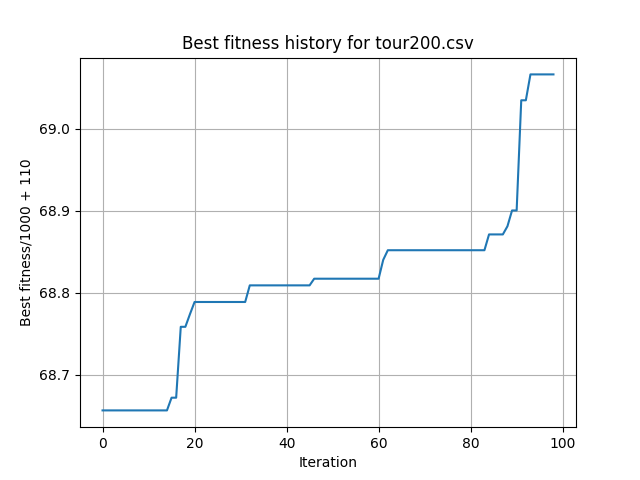 Best fitness history for tour200.csv
Best fitness/1000 + 110
69.0
68.9
68.8
68.7
0 20 40 60 80 100
Iteration